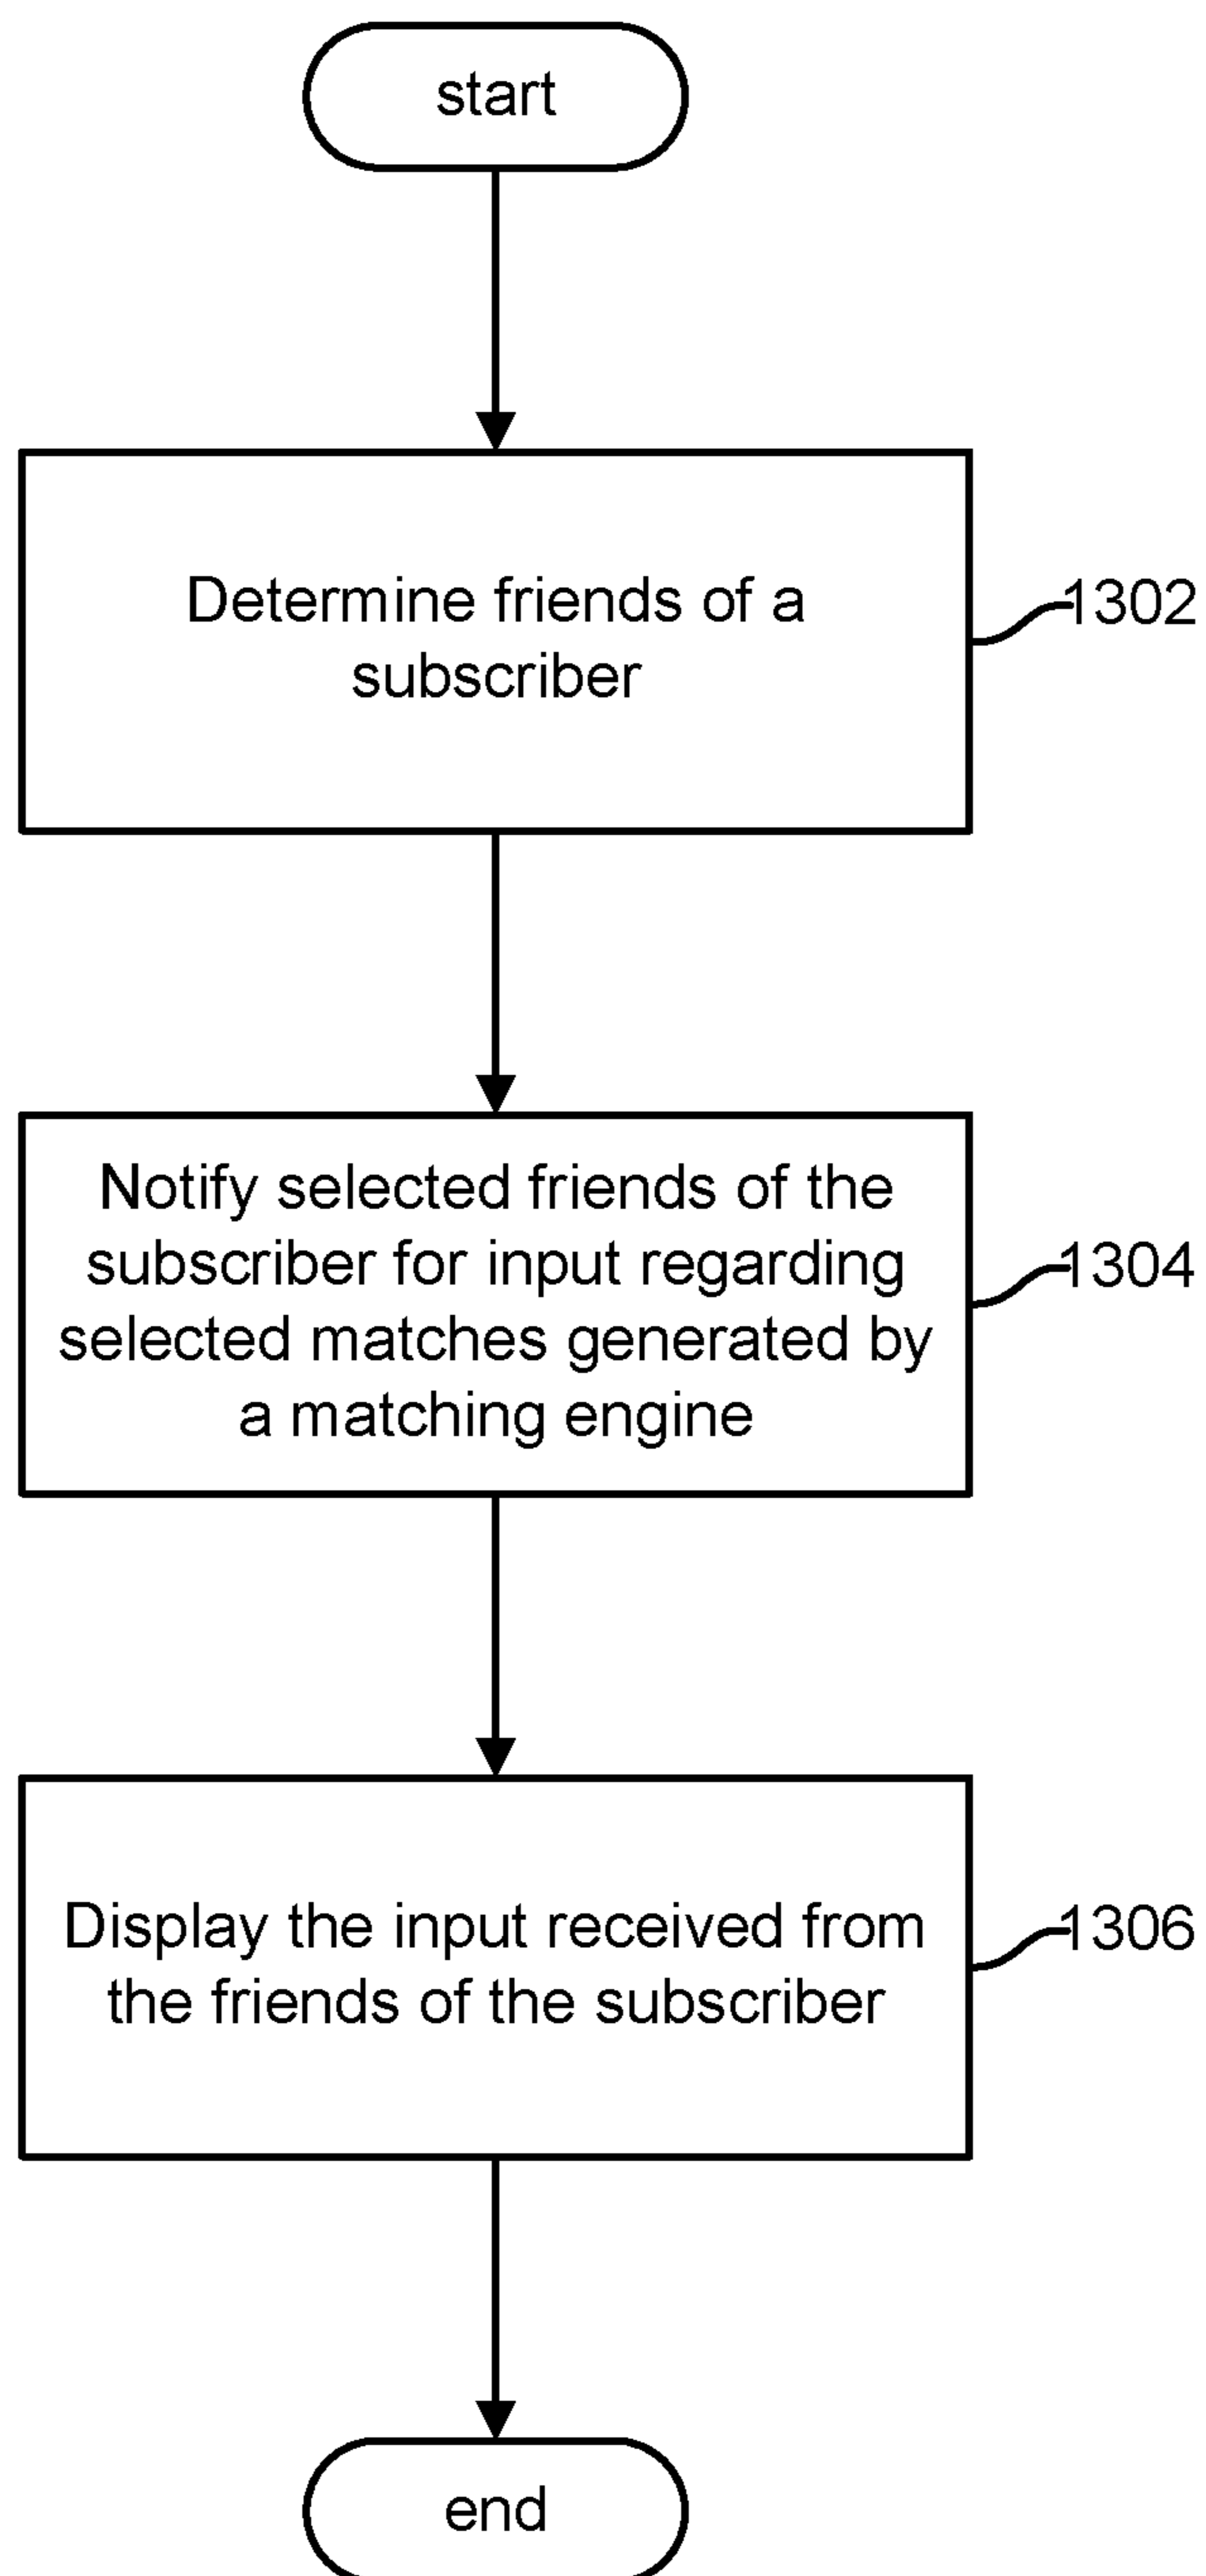 start
Determine friends of a
subscriber
1302
Notify selected friends of the
subscriber for input regarding
selected matches generated by
a matching engine
1304
Display the input received from
the friends of the subscriber
1306
end